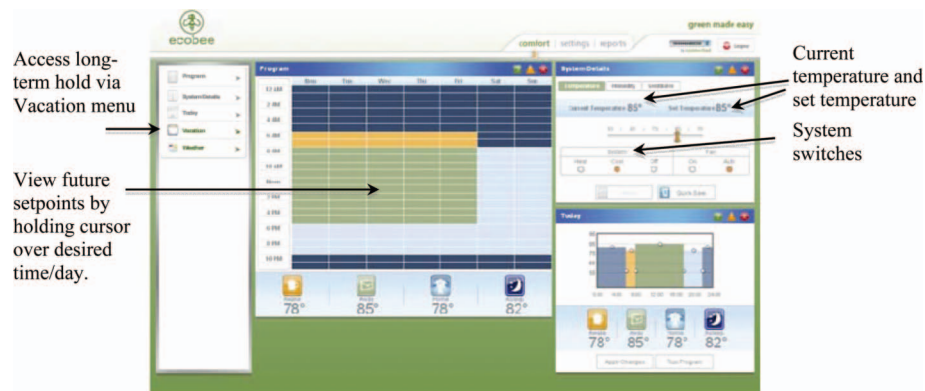 green made easy
ecobee
comfort | settings | reports
Logout
Access long-
term hold via
Vacation menu
View future
setpoints by
holding cursor
over desired
time/day.
Program
System Details
Today
Vacation
Weather
Program
Mon Tue Wed Thu Fri Sat Sun
12 AM
2 AM
4 AM
6 AM
8 AM
10 AM
Noon
2 PM
4 PM
6 PM
8 PM
10 PM
78° 85° 78° 82°
System Details
Temperature Humidity
Current Temperature 85° Set Temperature 85°
System Fan
Heat Cool Off On Auto
Quick Save
Today
78° 85° 78° 82°
Apply Changes Your Program
Current
temperature and
set temperature
System
switches